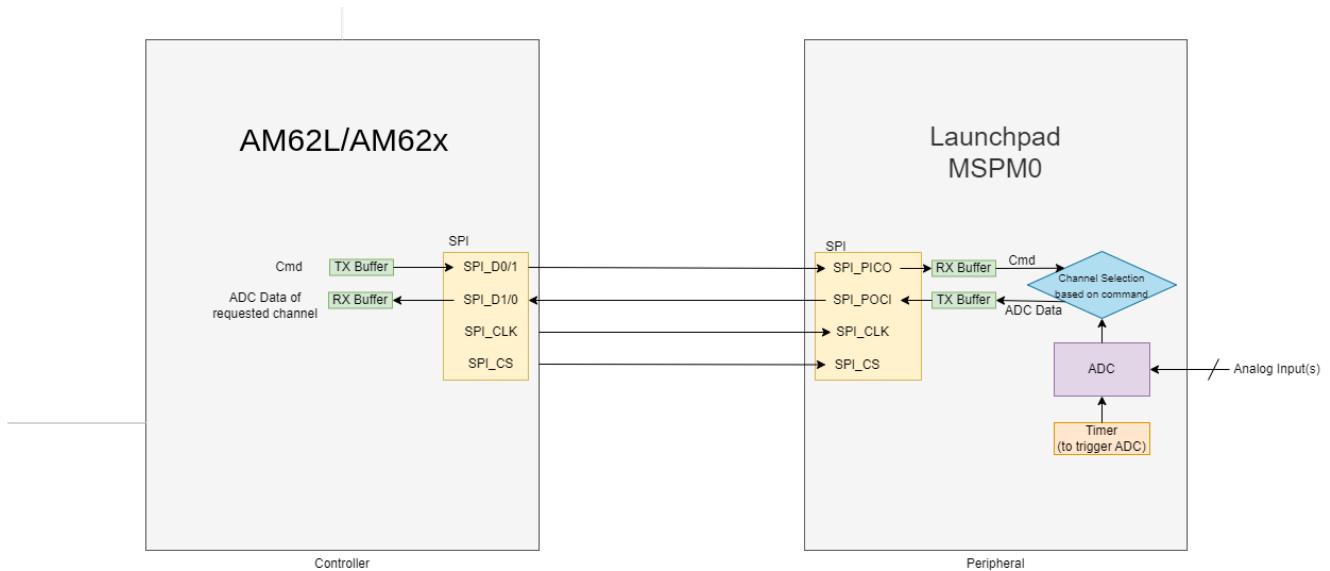 AM62L/AM62x
SPI
Cmd
TX Buffer
SPI_D0/1
ADC Data of
requested channel
RX Buffer
SPI_D1/0
SPI_CLK
SPI_CS
Controller
Launchpad
MSPM0
SPI
SPI_PICO
RX Buffer
Cmd
Channel Selection
based on command
SPI_POCI
TX Buffer
ADC Data
SPI_CLK
SPI_CS
ADC
Analog Input(s)
Timer
(to trigger ADC)
Peripheral